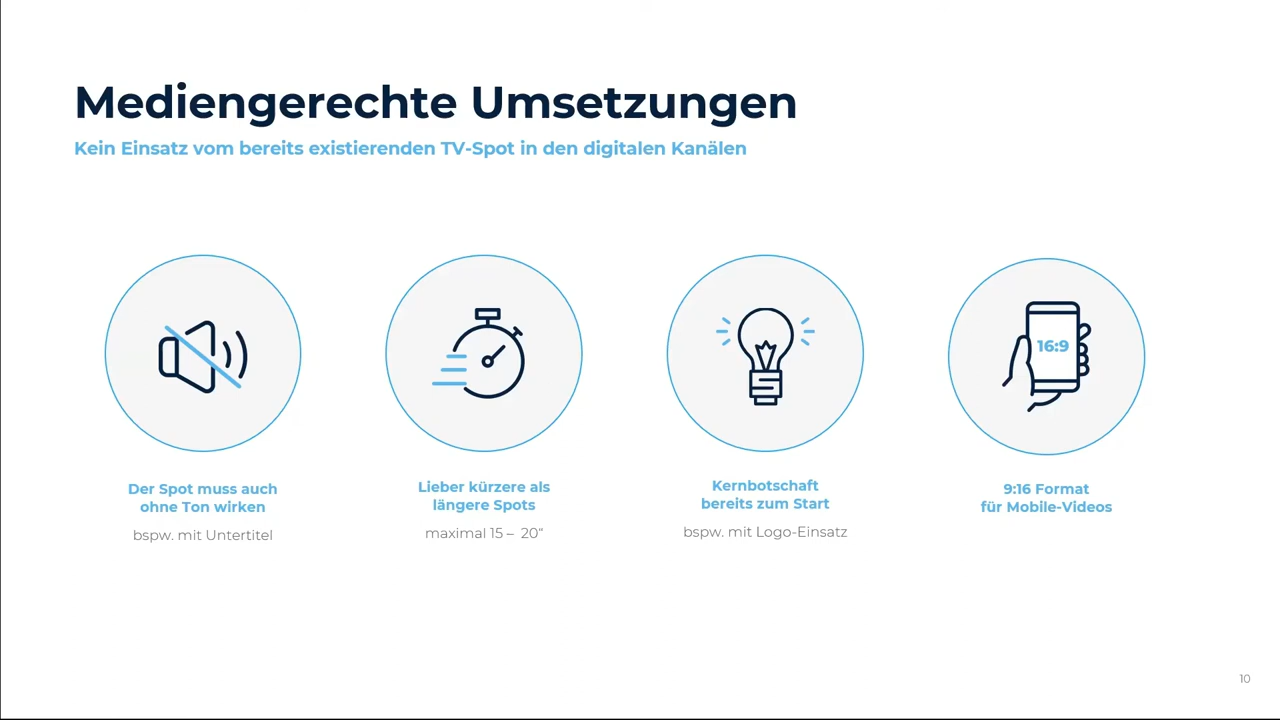 Mediengerechte Umsetzungen
Kein Einsatz vom bereits existierenden TV-Spot in den digitalen Kanälen
Der Spot muss auch
ohne Ton wirken
bspw. mit Untertitel
Lieber kürzere als
längere Spots
maximal 15 – 20“
Kernbotschaft
bereits zum Start
bspw. mit Logo-Einsatz
16:9
9:16 Format
für Mobile-Videos
10